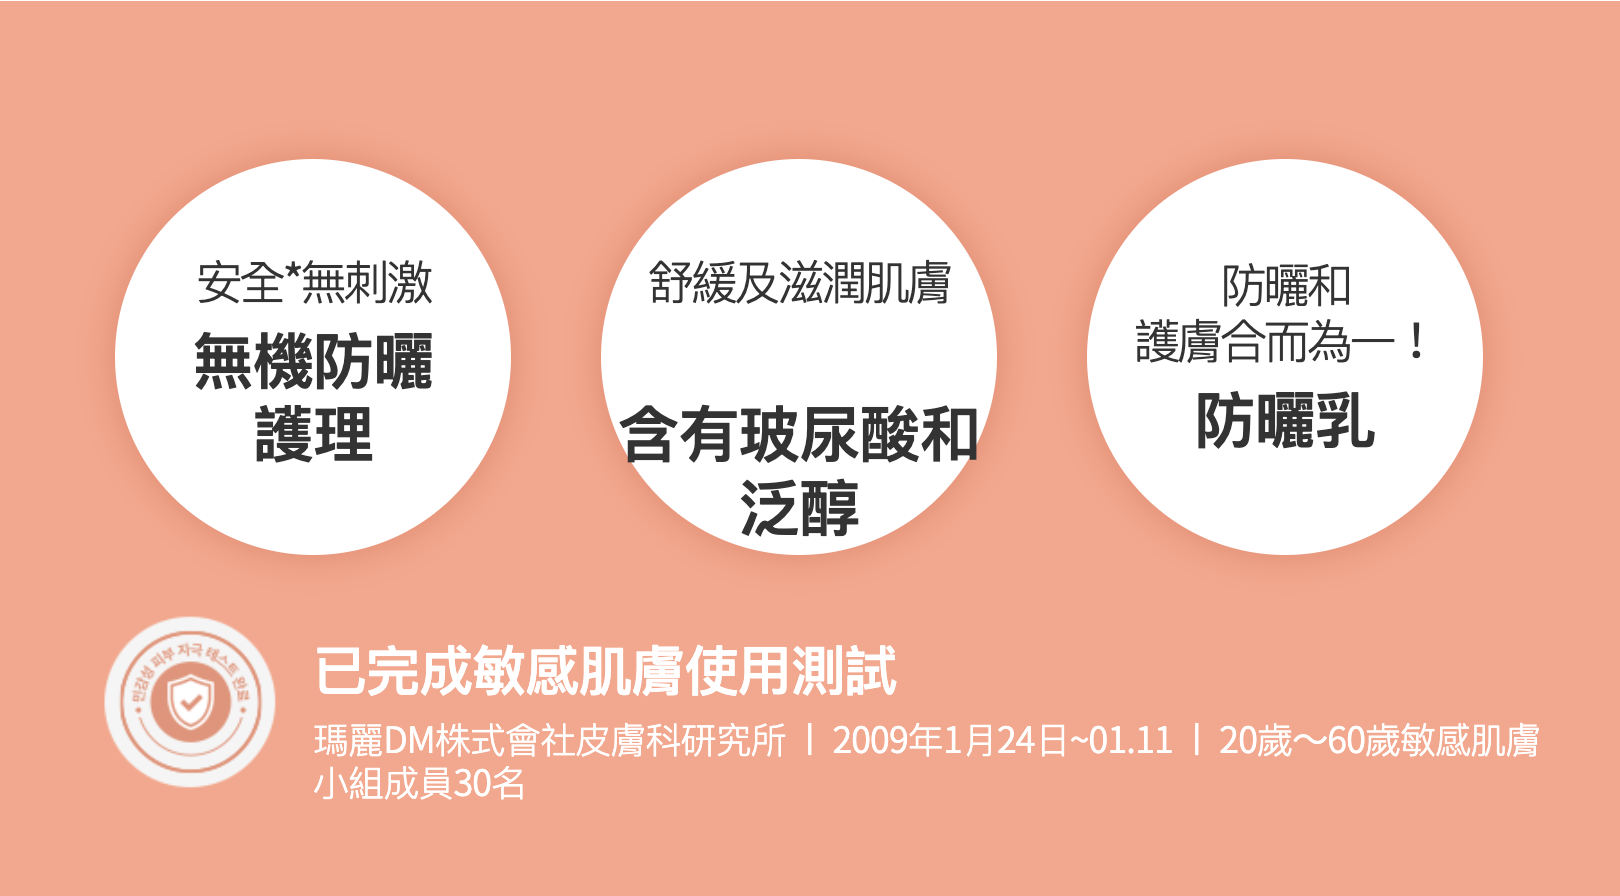 安全*無刺激
無機防曬
護理
舒緩及滋潤肌膚
含有玻尿酸和
泛醇
防曬和
護膚合而為一！
防曬乳
민감성 피부 자극 테스트 완료
已完成敏感肌膚使用測試
瑪麗DM株式會社皮膚科研究所 | 2009年1月24日~01.11 | 20歲～60歲敏感肌膚
小組成員30名